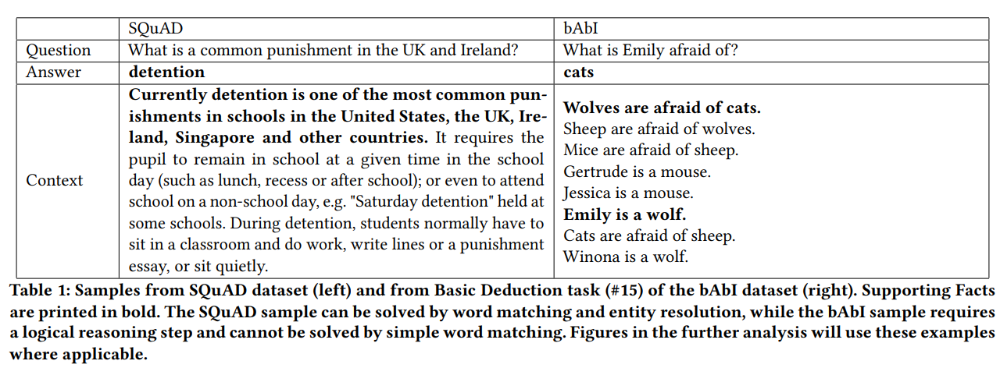 SQuAD bAbI
Question What is a common punishment in the UK and Ireland? What is Emily afraid of?
Answer detention cats
Context
Currently detention is one of the most common pun-
ishments in schools in the United States, the UK, Ire-
land, Singapore and other countries. It requires the
pupil to remain in school at a given time in the school
day (such as lunch, recess or after school); or even to attend
school on a non-school day, e.g. "Saturday detention" held at
some schools. During detention, students normally have to
sit in a classroom and do work, write lines or a punishment
essay, or sit quietly.
Wolves are afraid of cats.
Sheep are afraid of wolves.
Mice are afraid of sheep.
Gertrude is a mouse.
Jessica is a mouse.
Emily is a wolf.
Cats are afraid of sheep.
Winona is a wolf.
Table 1: Samples from SQuAD dataset (left) and from Basic Deduction task (#15) of the bAbI dataset (right). Supporting Facts
are printed in bold. The SQuAD sample can be solved by word matching and entity resolution, while the bAbI sample requires
a logical reasoning step and cannot be solved by simple word matching. Figures in the further analysis will use these examples
where applicable.